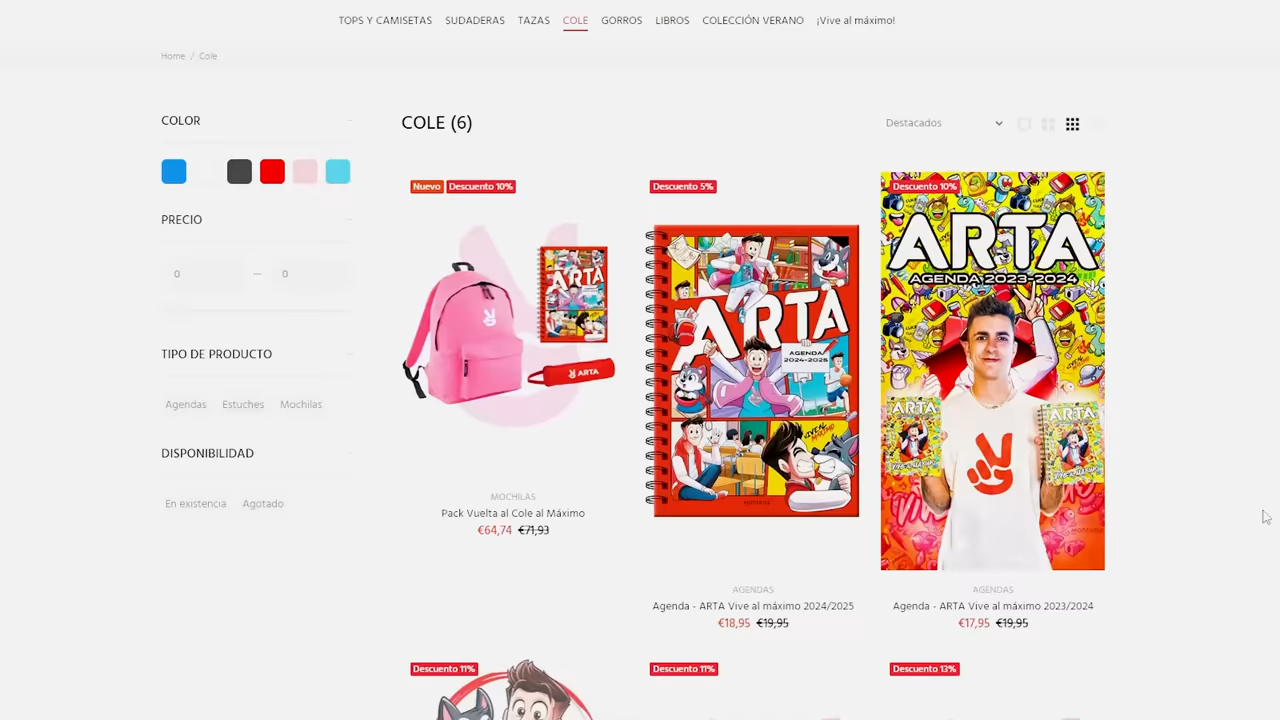 TOPS Y CAMISETAS SUDADERAS TAZAS COLE GORROS LIBROS COLECCIÓN VERANO ¡Vive al máximo!
Home / Cole
COLOR
PRECIO
0 — 0
TIPO DE PRODUCTO
Agendas Estuches Mochilas
DISPONIBILIDAD
En existencia Agotado
COLE (6)
Destacados
Nuevo Descuento 10%
ARTA
ARTA
MOCHILAS
Pack Vuelta al Cole al Máximo
€64,74 €71,93
Descuento 5%
ARTA
AGENDA
2024-2025
VIVE AL MÁXIMO
AGENDAS
Agenda - ARTA Vive al máximo 2024/2025
€18,95 €19,95
Descuento 10%
ARTA
AGENDA 2023-2024
ARTA
ARTA
AGENDAS
Agenda - ARTA Vive al máximo 2023/2024
€17,95 €19,95
Descuento 11%
Descuento 11%
Descuento 13%